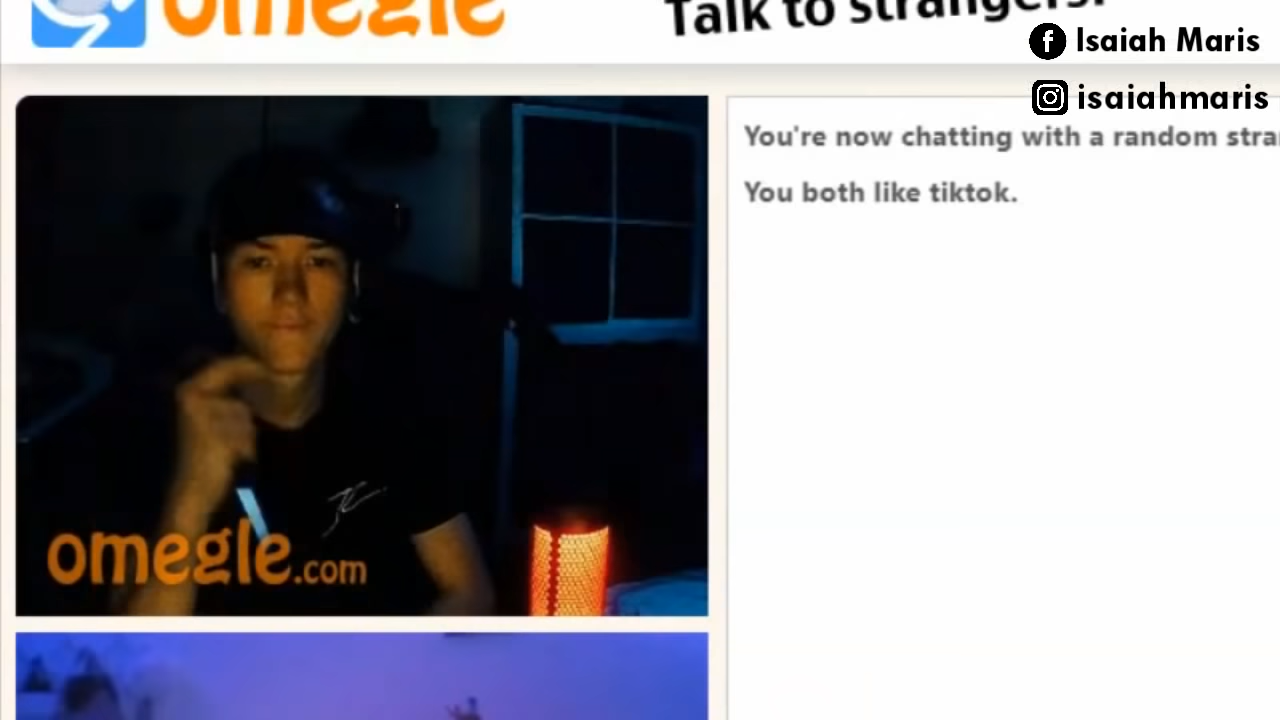 omegle
Talk to strangers!
Isaiah Maris
isaiahmaris
You're now chatting with a random stra
You both like tiktok.
omegle.com